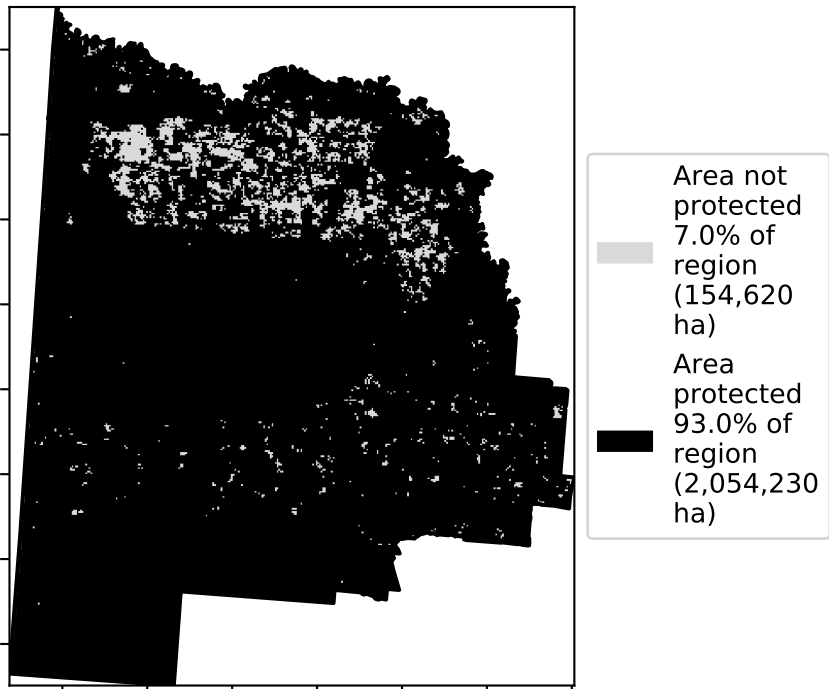 Area not
protected
7.0% of
region
(154,620
ha)
Area
protected
93.0% of
region
(2,054,230
ha)